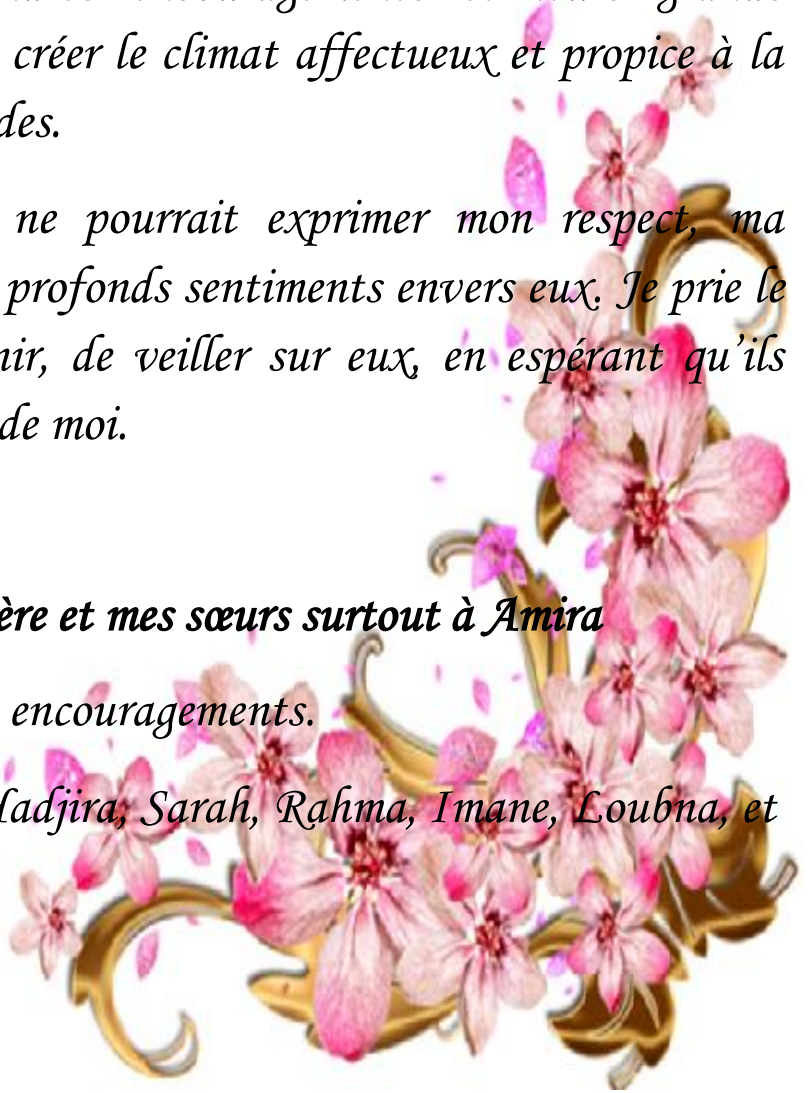 créer le climat affectueux et propice à la
des.
ne pourrait exprimer mon respect, ma
profonds sentiments envers eux. Je prie le
nir, de veiller sur eux, en espérant qu'ils
de moi.
ère et mes sœurs surtout à Amira
encouragements.
Hadjira, Sarah, Rahma, Imane, Loubna, et